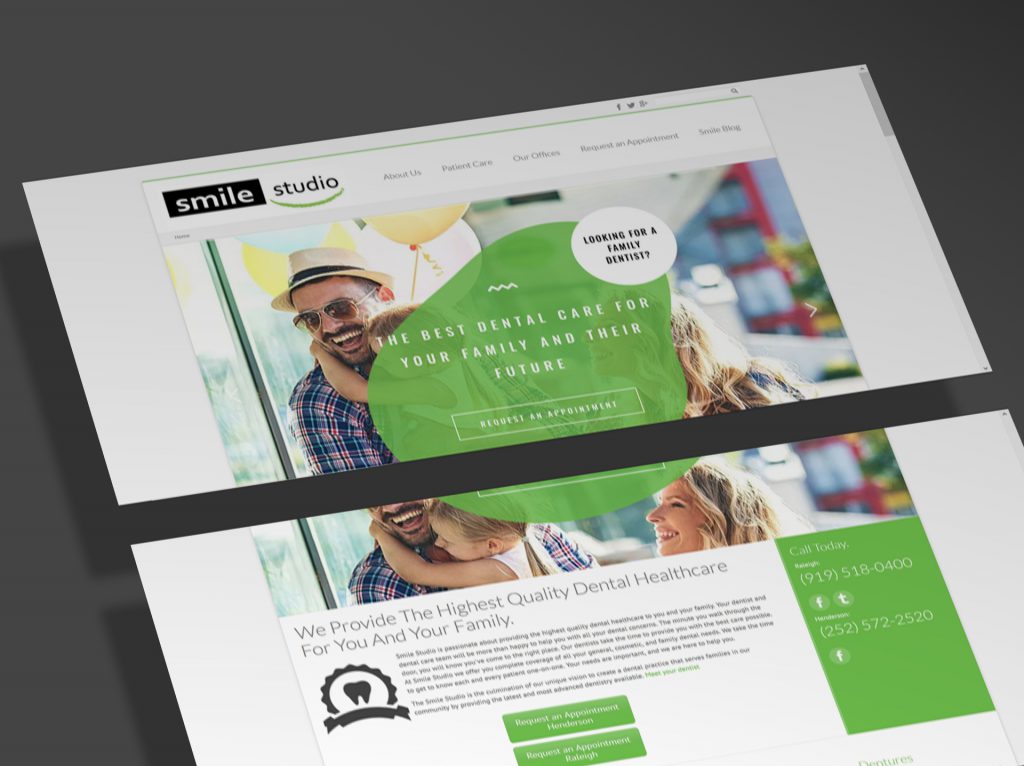 smile studio
About Us
Patient Care
Our Offices
Request an Appointment
Smile Blog
Home
LOOKING FOR A
FAMILY
DENTIST?
THE BEST DENTAL CARE FOR
YOUR FAMILY AND THEIR
FUTURE
REQUEST AN APPOINTMENT
We Provide The Highest Quality Dental Healthcare
For You And Your Family.
Smile Studio is passionate about providing the highest quality dental healthcare to you and your family. Your dentist and
dental care team will be more than happy to help you with all your dental concerns. The minute you walk through the
door, you will know you've come to the right place. Our dentists take the time to provide you with the best care possible.
At Smile Studio we offer you complete coverage of all your general, cosmetic, and family dental needs. We take the time
to get to know each and every patient one-on-one. Your needs are important, and we are here to help you.
The Smile Studio is the culmination of our unique vision to create a dental practice that serves families in our
community by providing the latest and most advanced dentistry available. Meet your dentist
Request an Appointment
Henderson
Request an Appointment
Raleigh
Call Today.
Raleigh:
(919) 518-0400
Henderson:
(252) 572-2520
Dentures